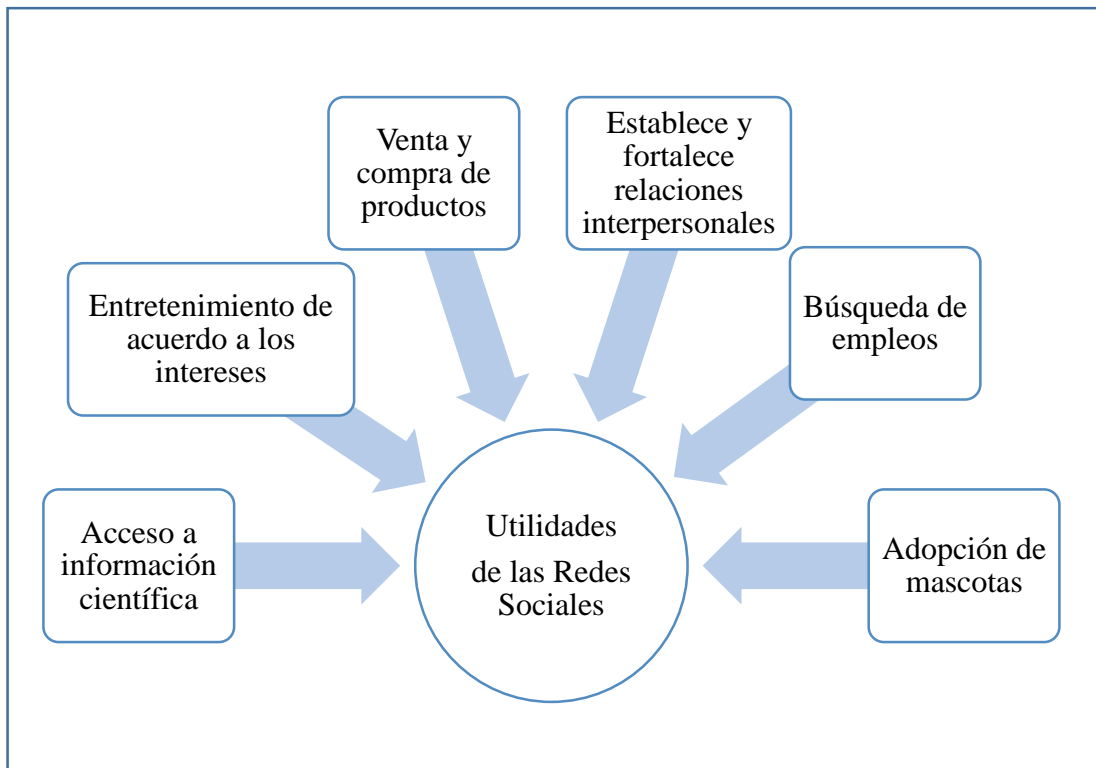 Venta y
compra de
productos
Establece y
fortalece
relaciones
interpersonales
Entretenimiento de
acuerdo a los
intereses
Búsqueda de
empleos
Acceso a
información
científica
Utilidades
de las Redes
Sociales
Adopción de
mascotas